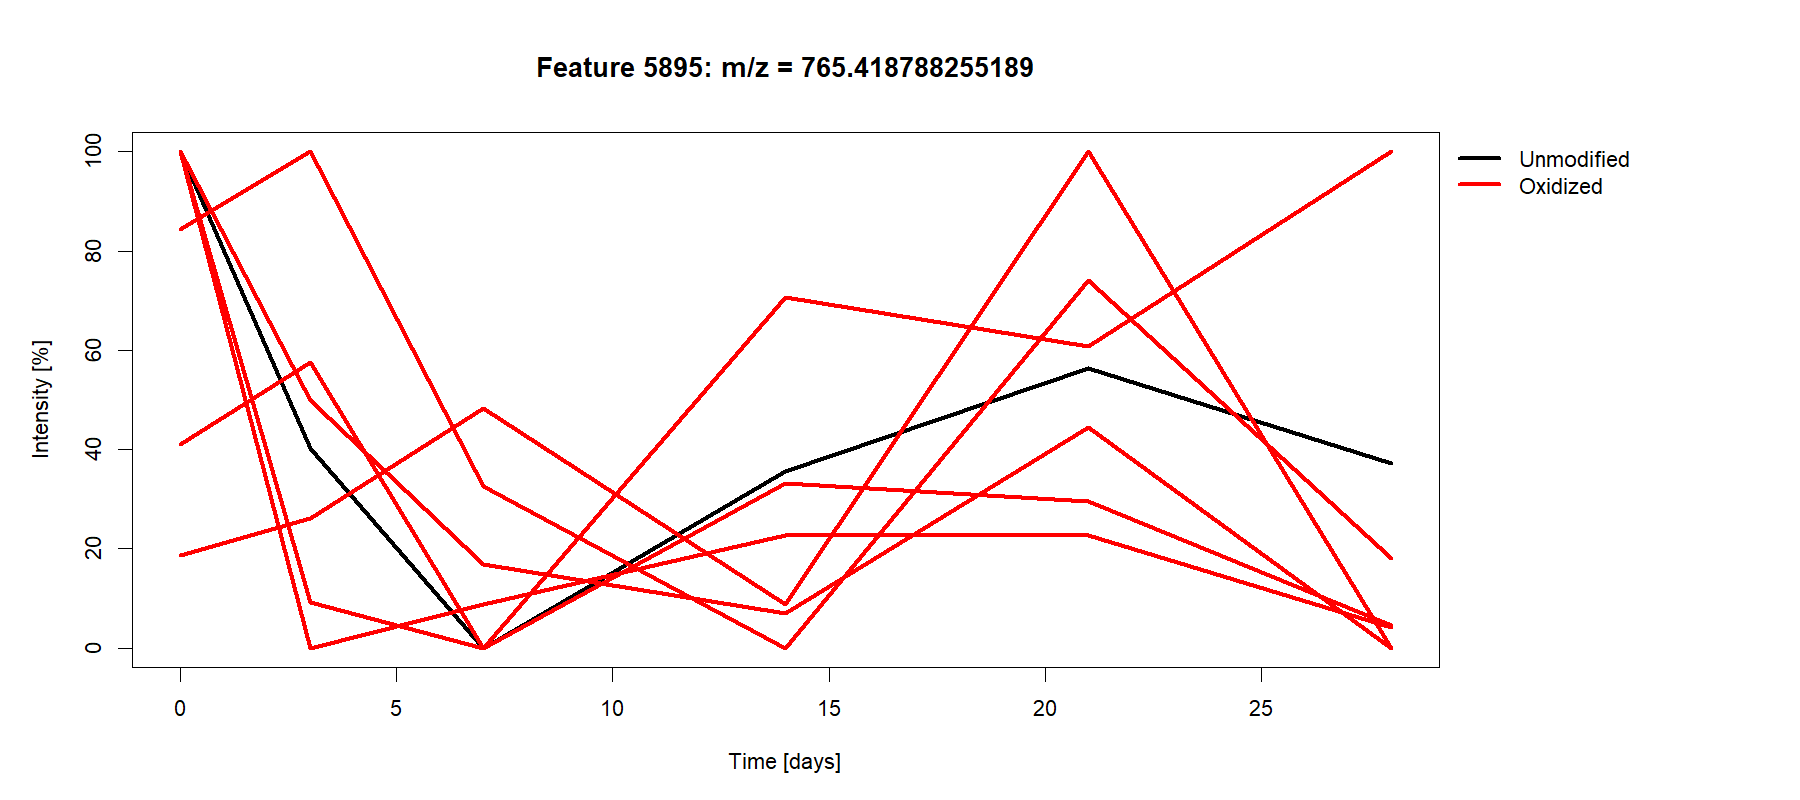 Feature 5895: m/z = 765.418788255189
Unmodified
Oxidized
Intensity [%]
100
80
60
40
20
0
0 5 10 15 20 25
Time [days]